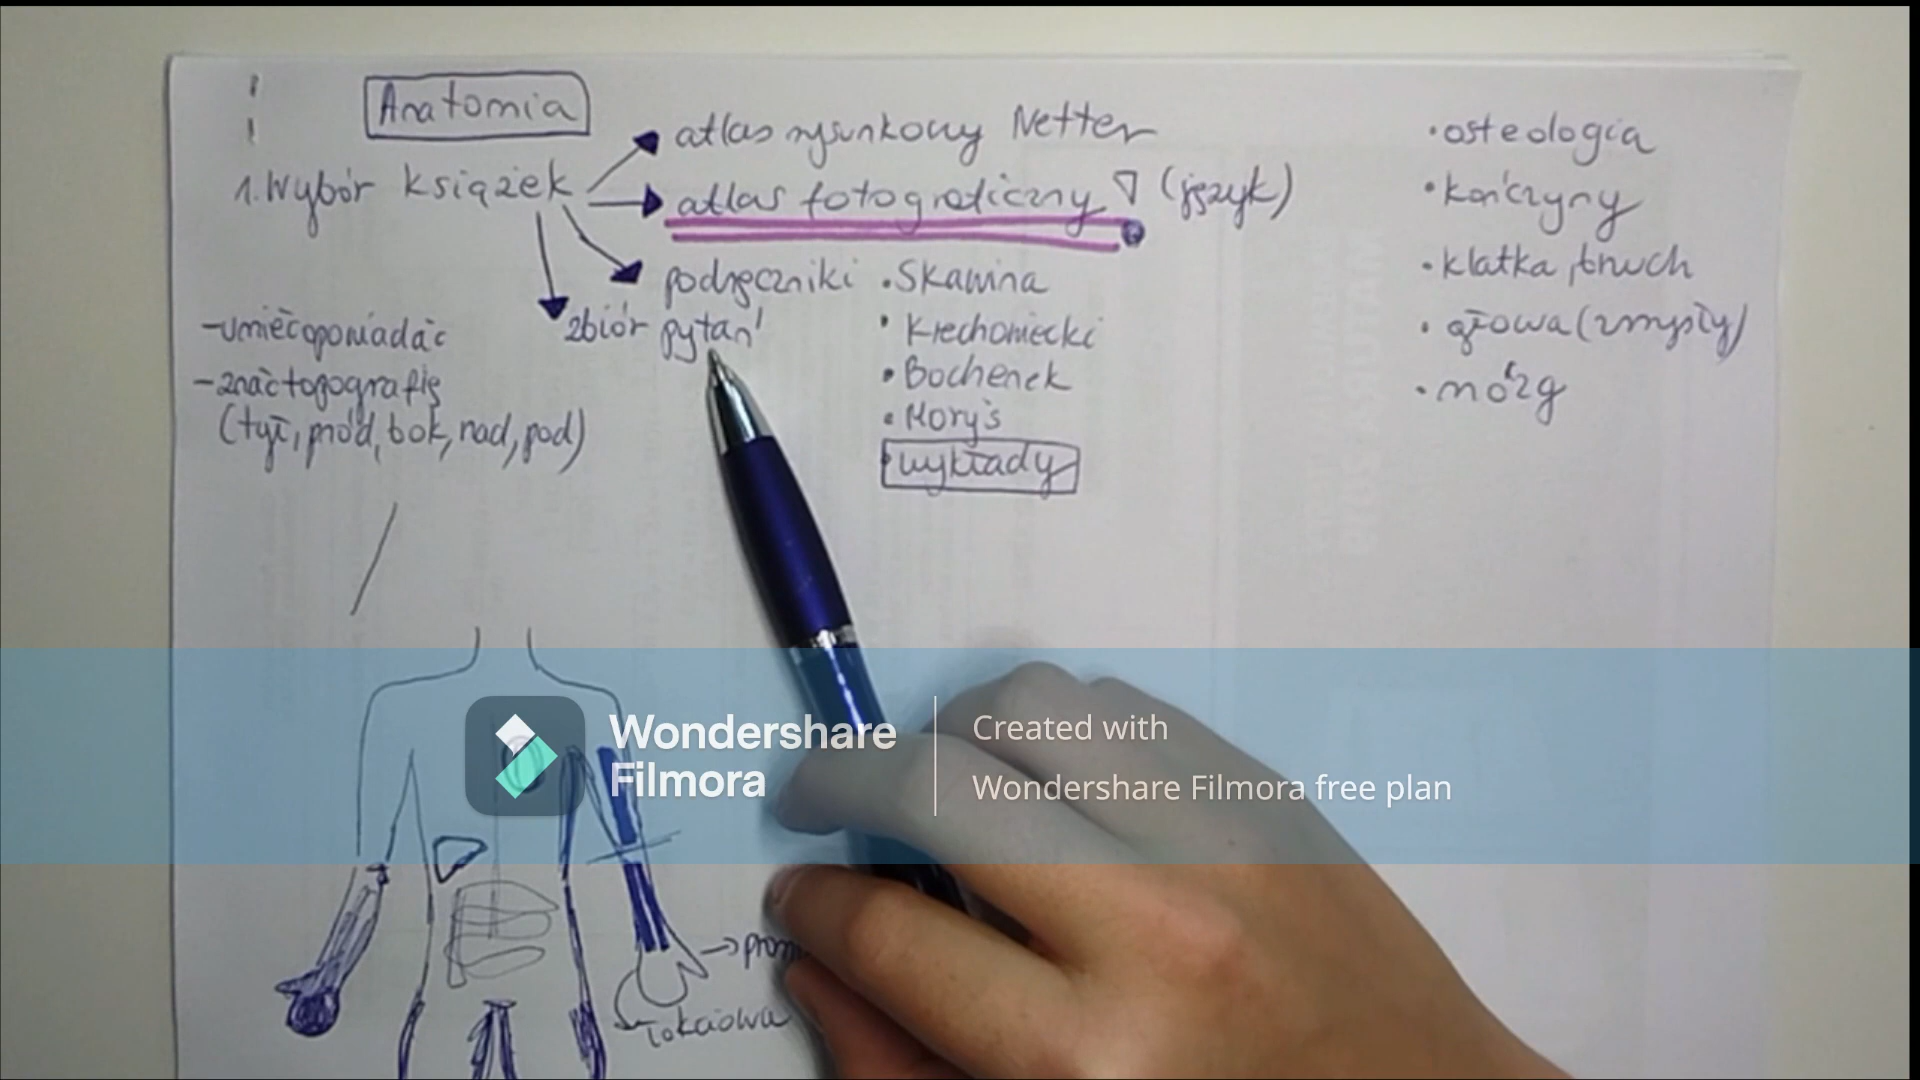 Anatomia
1. Wybór książek
atlas rysunkowy Netter
atlas fotograficzny (język)
podręczniki
• Skawina
• Krechowiecki
• Bochenek
• Moryś
• wykłady
zbiór pytań
- umieć opowiadać
- znać topografię
(tył, przód, bok, nad, pod)
• osteologia
• kończyny
• klatka, brzuch
• głowa (zmysły)
• mózg
Wondershare
Filmora
Created with
Wondershare Filmora free plan
łokciowa